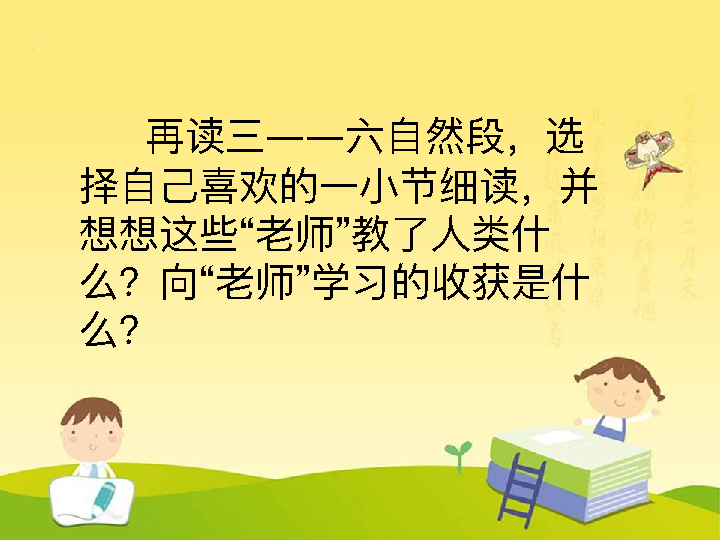 再读三——六自然段，选
择自己喜欢的一小节细读，并
想想这些“老师”教了人类什
么？向“老师”学习的收获是什
么？